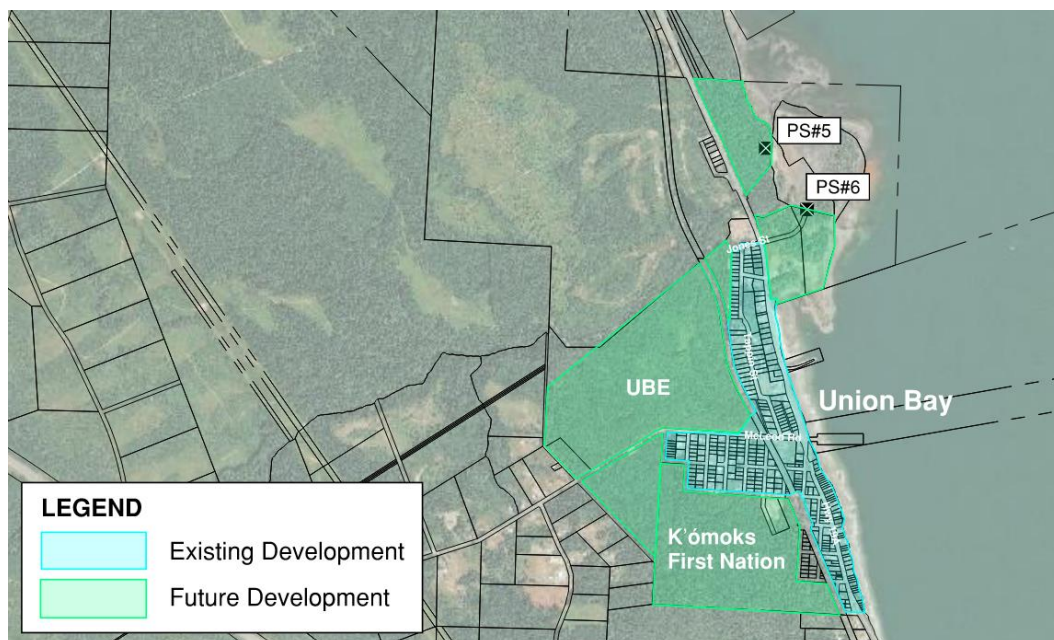 PS#5
PS#6
Jones St
UBE
Union Bay
McLeod Rd
K'ómoks
First Nation
LEGEND
Existing Development
Future Development